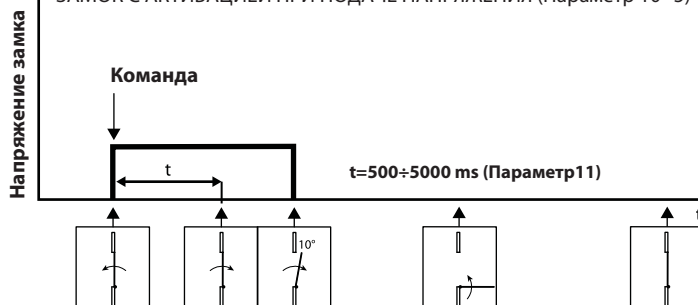 ЗАМОК С АКТИВАЦИЕЙ ПРИ ПОДАЧЕ НАПРЯЖЕНИЯ (Параметр 10=3)
Напряжение замка
Команда
t
t=500÷5000 ms (Параметр11)
t
10°